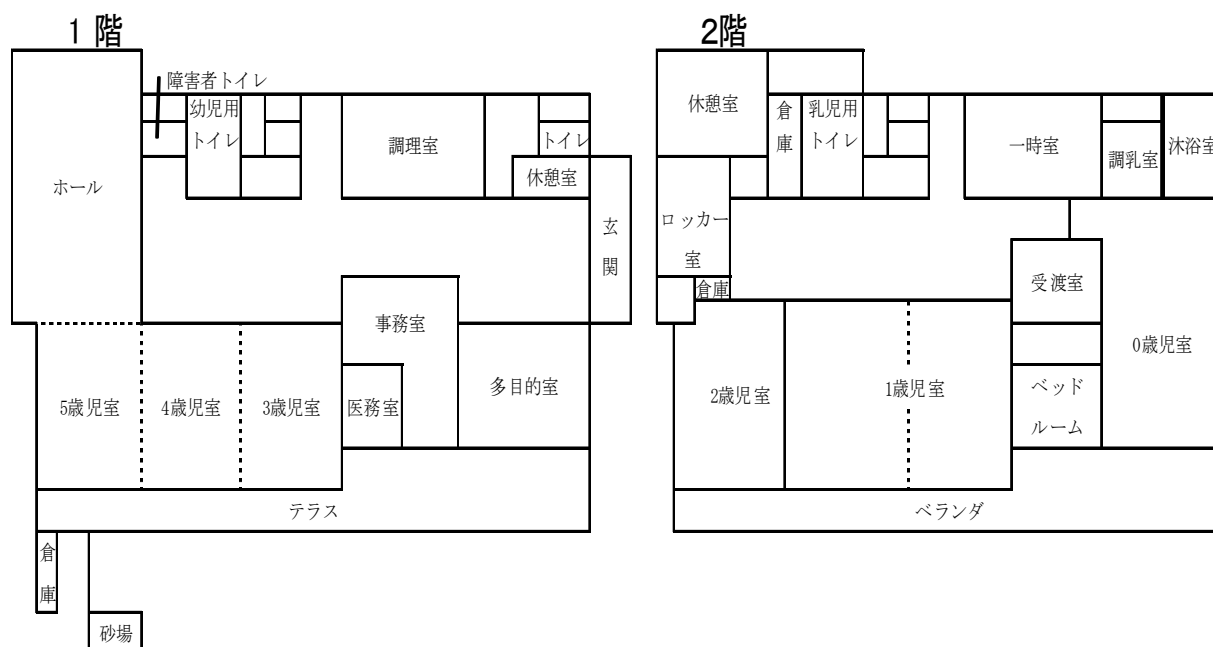 1 階
障害者トイレ
幼児用
トイレ
調理室
トイレ
休憩室
ホール
玄
関
事務室
多目的室
5歳児室
4歳児室
3歳児室
医務室
テラス
倉
庫
砂場
2階
休憩室
倉
庫
乳児用
トイレ
一時室
調乳室
沐浴室
ロッカー
室
倉庫
受渡室
0歳児室
2歳児室
1歳児室
ベッド
ルーム
ベランダ